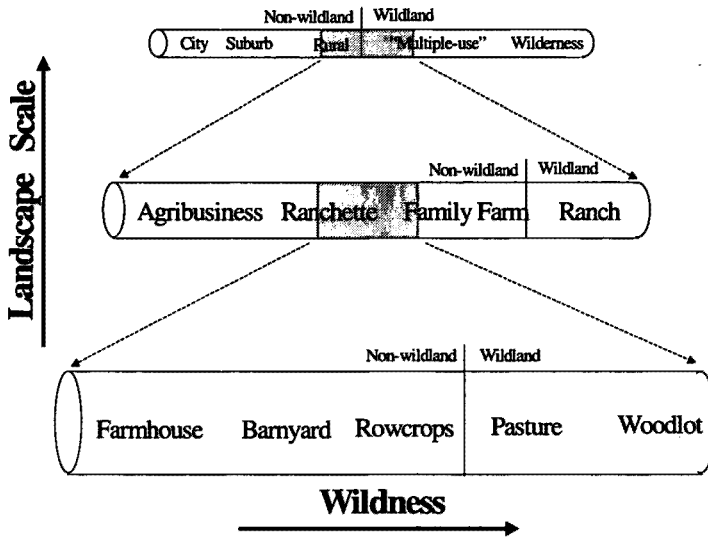 Non-wildland Wildland
City Suburb Rural "Multiple-use" Wilderness
Landscape Scale
Non-wildland Wildland
Agribusiness Ranchette Family Farm Ranch
Non-wildland Wildland
Farmhouse Barnyard Rowcrops Pasture Woodlot
Wildness